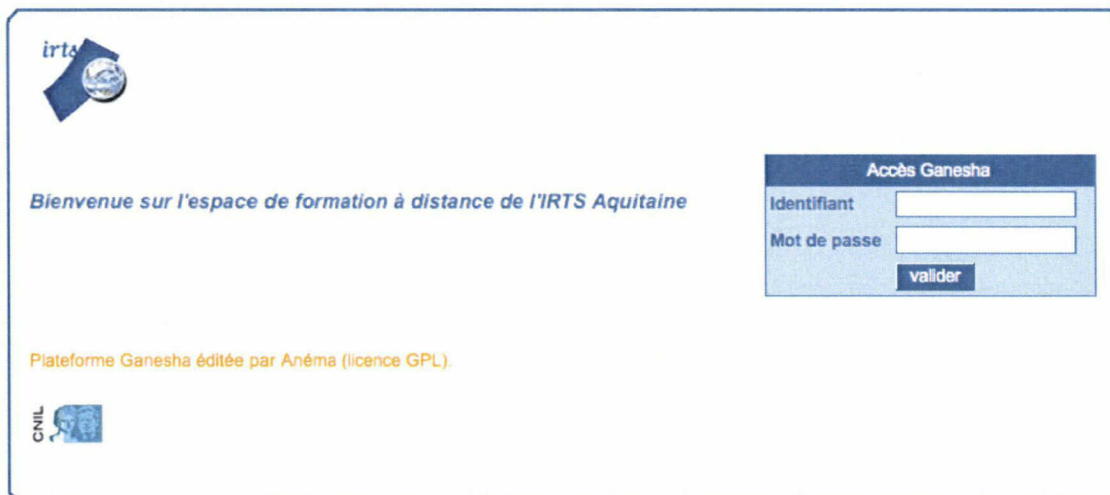 irts
Accès Ganesha
Bienvenue sur l'espace de formation à distance de l'IRTS Aquitaine
Identifiant
Mot de passe
valider
Plateforme Ganesha éditée par Anéma (licence GPL).
CNIL